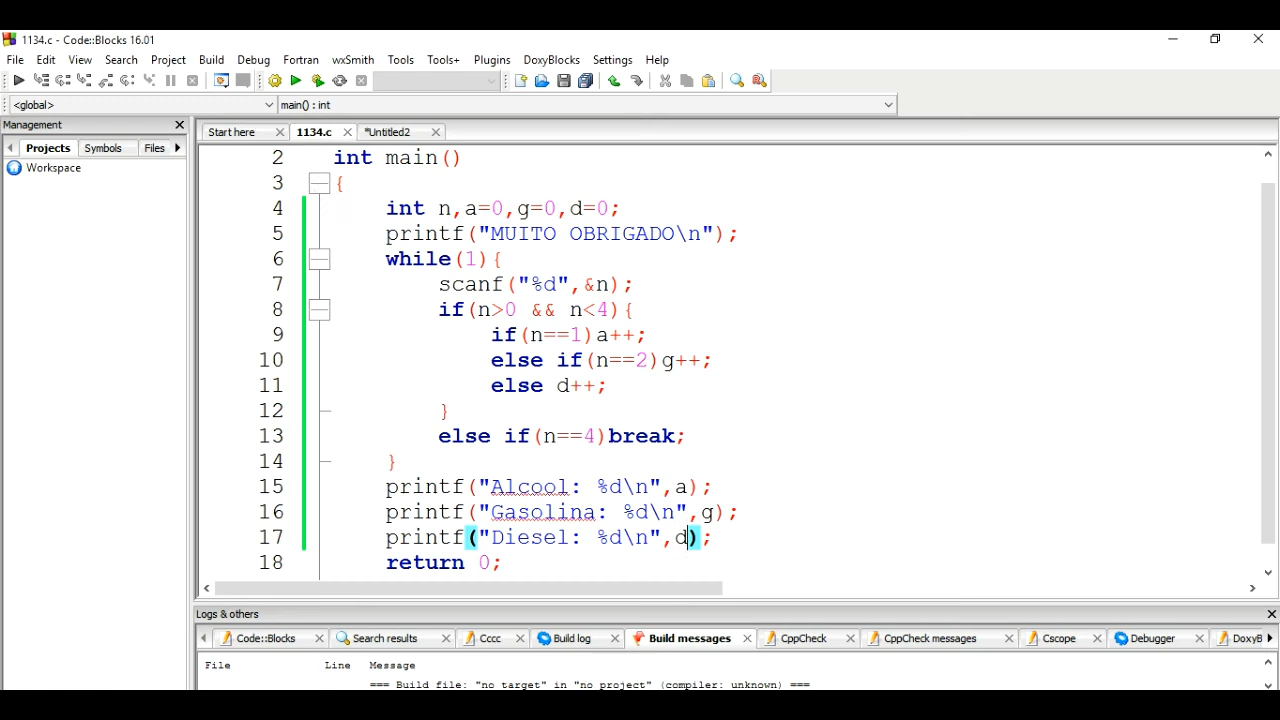 1134.c - Code::Blocks 16.01
File Edit View Search Project Build Debug Fortran wxSmith Tools Tools+ Plugins DoxyBlocks Settings Help
<global> main() : int
Management
Start here 1134.c *Untitled2
Projects Symbols Files
Workspace
2 int main()
3 {
4 int n,a=0,g=0,d=0;
5 printf("MUITO OBRIGADO\n");
6 while(1){
7 scanf("%d",&n);
8 if(n>0 && n<4){
9 if(n==1)a++;
10 else if(n==2)g++;
11 else d++;
12 }
13 else if(n==4)break;
14 }
15 printf("Alcool: %d\n",a);
16 printf("Gasolina: %d\n",g);
17 printf("Diesel: %d\n",d);
18 return 0;
Logs & others
Code::Blocks Search results Cccc Build log Build messages CppCheck CppCheck messages Cscope Debugger DoxyB
File Line Message
=== Build file: "no target" in "no project" (compiler: unknown) ===